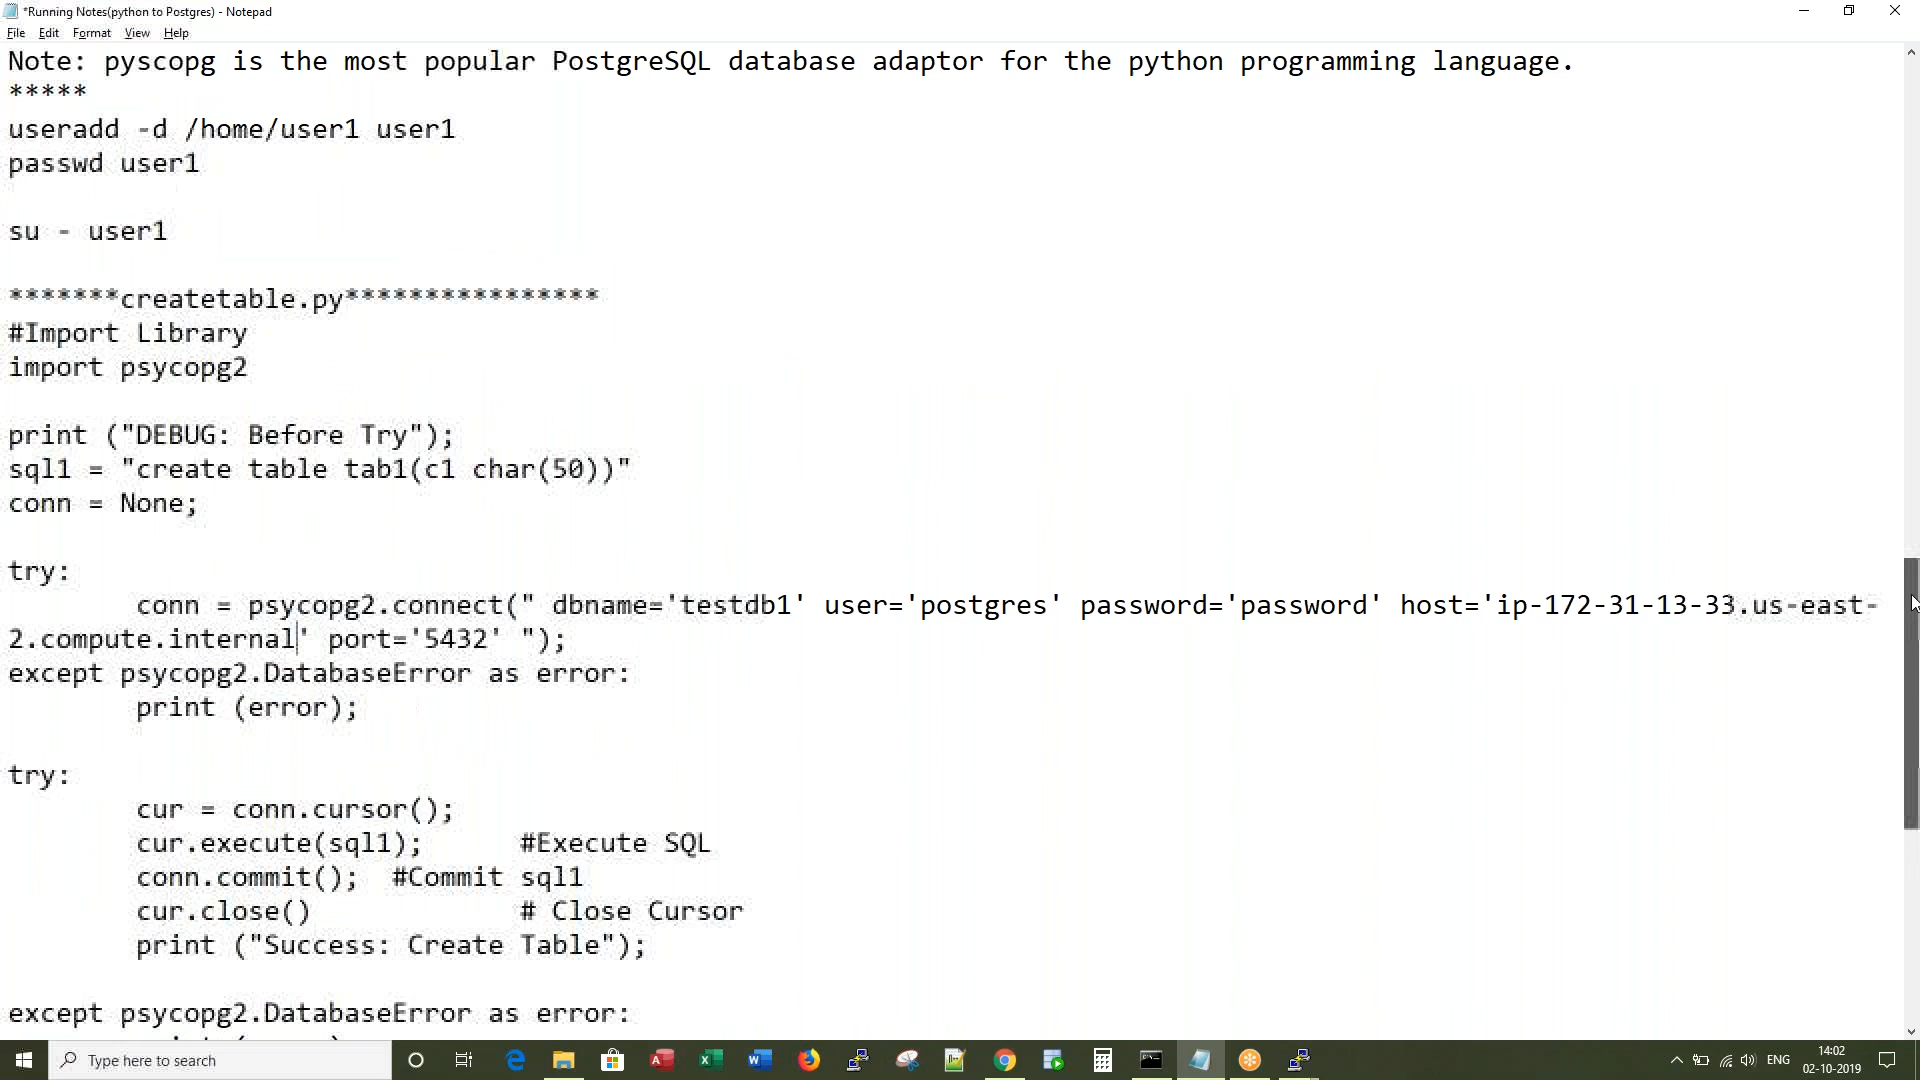 *Running Notes(python to Postgres) - Notepad
File Edit Format View Help
Note: pyscopg is the most popular PostgreSQL database adaptor for the python programming language.
*****
useradd -d /home/user1 user1
passwd user1
su - user1
*******createtable.py****************
#Import Library
import psycopg2
print ("DEBUG: Before Try");
sql1 = "create table tab1(c1 char(50))"
conn = None;
try:
conn = psycopg2.connect(" dbname='testdb1' user='postgres' password='password' host='ip-172-31-13-33.us-east-
2.compute.internal' port='5432' ");
except psycopg2.DatabaseError as error:
print (error);
try:
cur = conn.cursor();
cur.execute(sql1); #Execute SQL
conn.commit(); #Commit sql1
cur.close() # Close Cursor
print ("Success: Create Table");
except psycopg2.DatabaseError as error:
Type here to search
ENG
14:02
02-10-2019